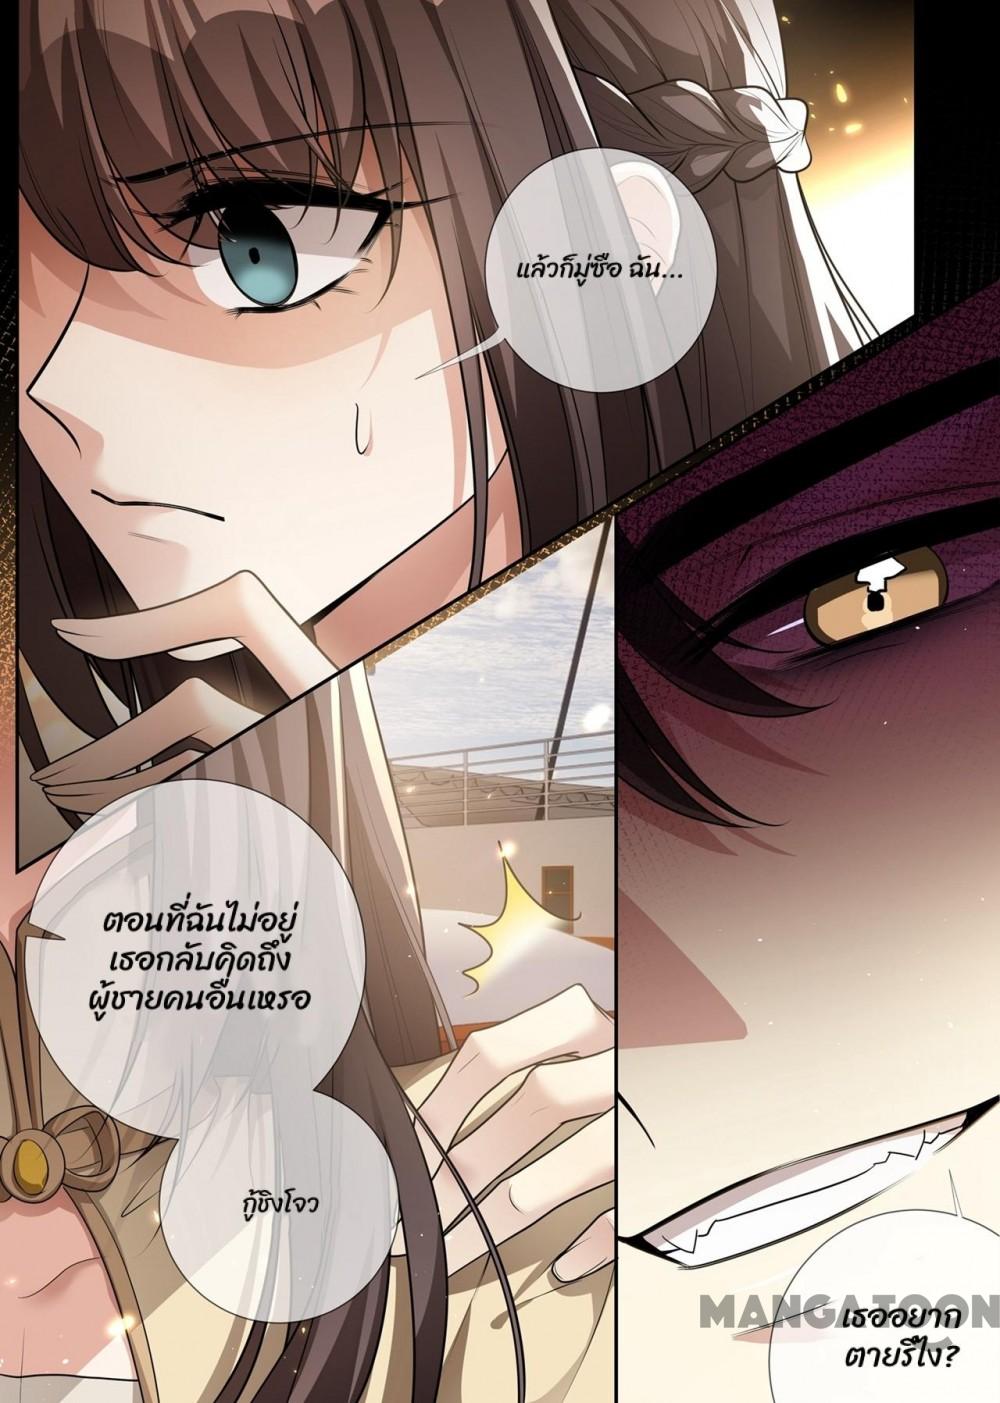 แล้วก็มู่ซือ ฉัน...
ตอนที่ฉันไม่อยู่
เธอกลับคิดถึง
ผู้ชายคนอื่นเหรอ
กู้ชิงโจว
MANGATOON
เธออยาก
ตายรึไง?